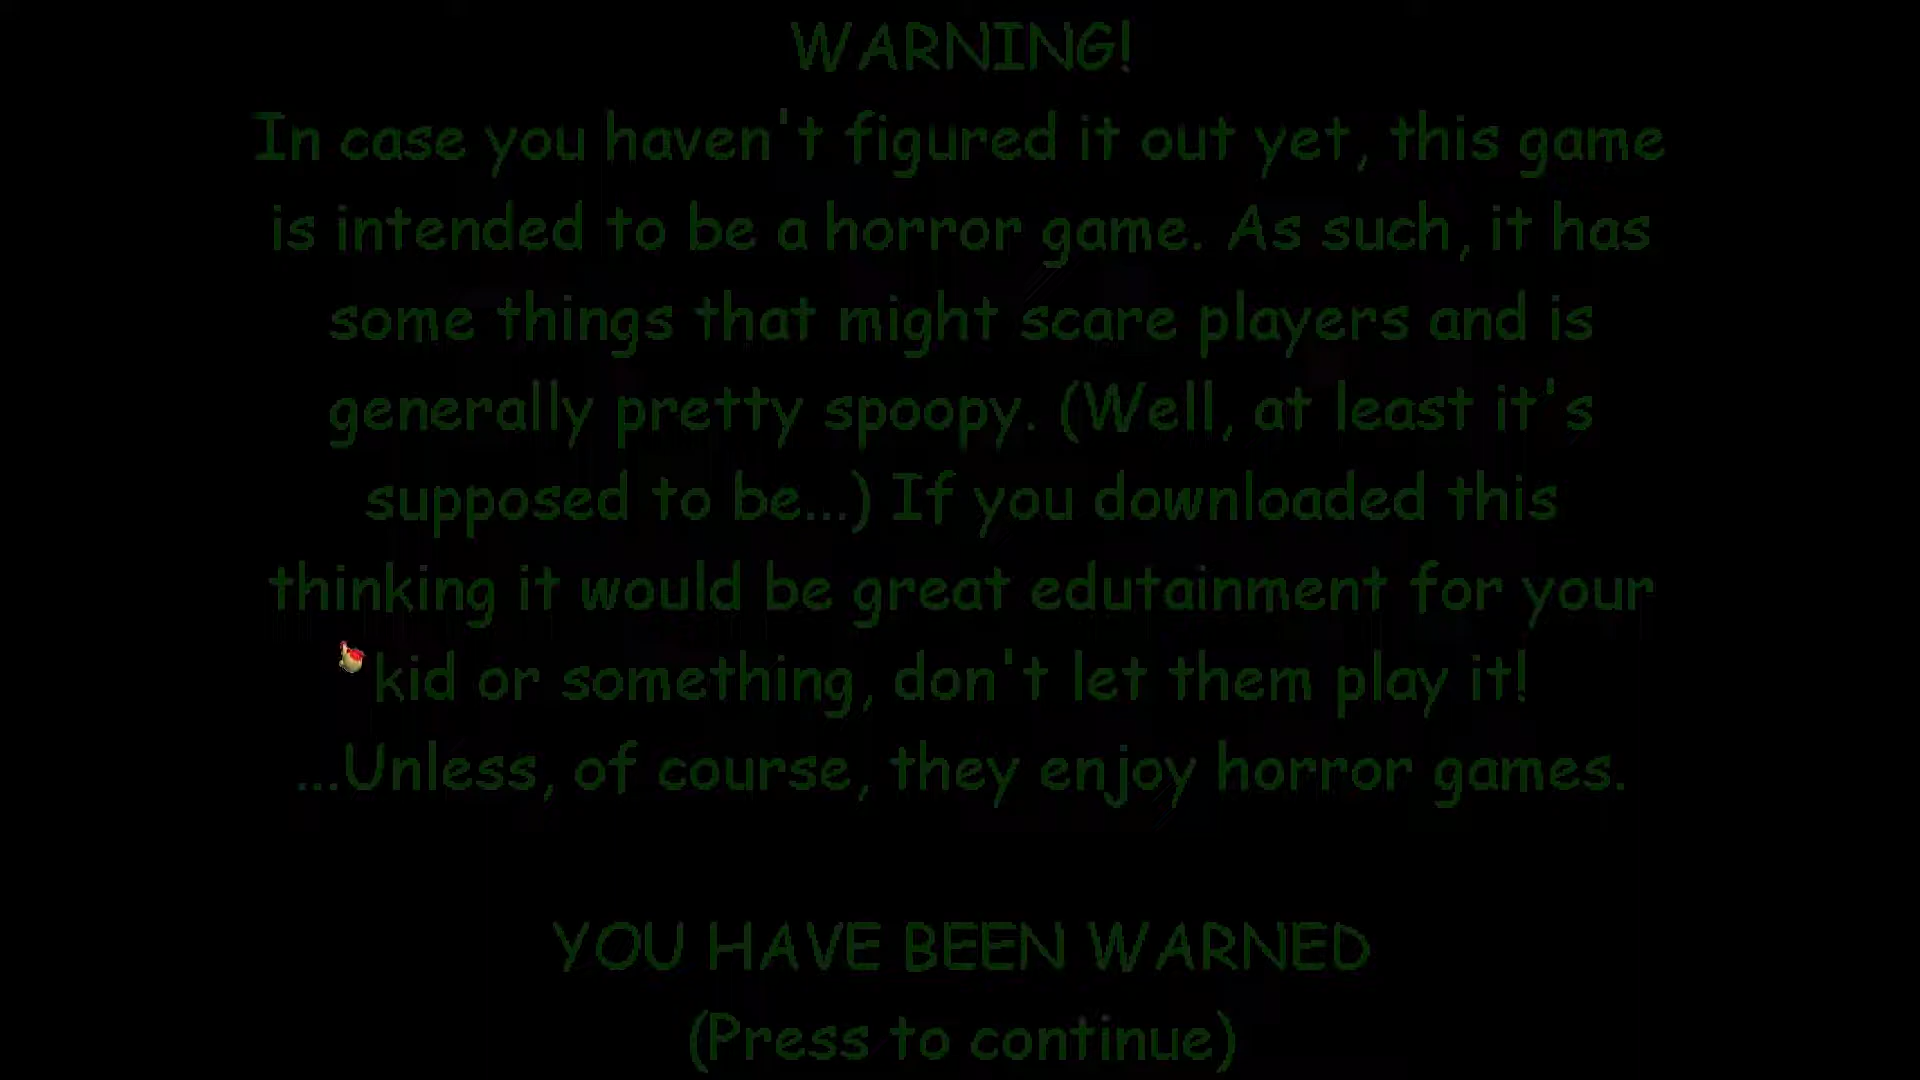 WARNING!
In case you haven't figured it out yet, this game
is intended to be a horror game. As such, it has
some things that might scare players and is
generally pretty spoopy. (Well, at least it's
supposed to be...) If you downloaded this
thinking it would be great edutainment for your
kid or something, don't let them play it!
...Unless, of course, they enjoy horror games.
YOU HAVE BEEN WARNED
(Press to continue)